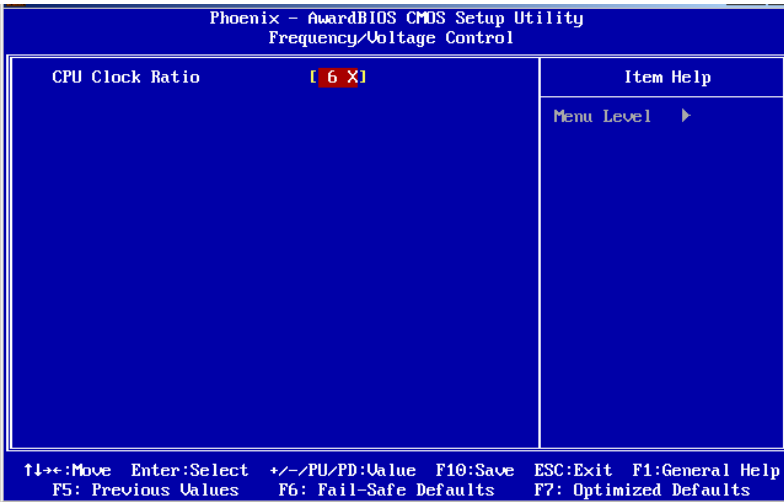 Phoenix - AwardBIOS CMOS Setup Utility
Frequency/Voltage Control
CPU Clock Ratio [ 6 X]
Item Help
Menu Level ▶
↑↓→←:Move Enter:Select +/-/PU/PD:Value F10:Save ESC:Exit F1:General Help
F5: Previous Values F6: Fail-Safe Defaults F7: Optimized Defaults